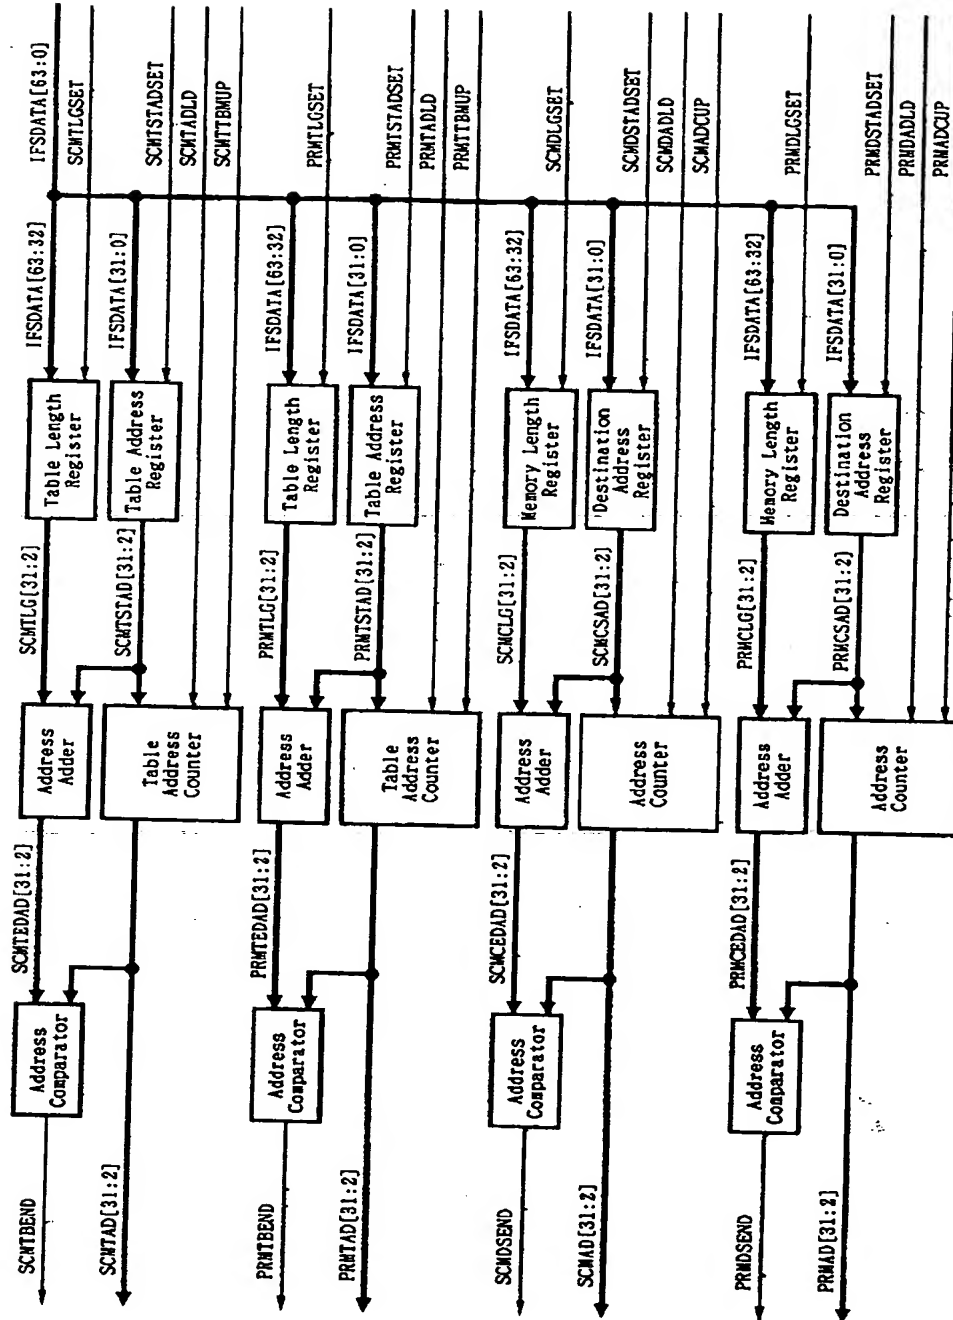 IFSDATA[63:0]
SCMTLGSET
SCMTSTADSET
SCMTADLD
SCMTTBMUP
PRMTLGSET
PRMTSTADSET
PRMTADLD
PRMTTBMUP
SCMDLGSET
SCMDSTADSET
SCMDADLD
SCMADCUP
PRMDLGSET
PRMDSTADSET
PRMDADLD
PRMADCUP
IFSDATA[63:32]
IFSDATA[31:0]
IFSDATA[63:32]
IFSDATA[31:0]
IFSDATA[63:32]
IFSDATA[31:0]
IFSDATA[63:32]
IFSDATA[31:0]
Table Length
Register
Table Address
Register
Table Length
Register
Table Address
Register
Memory Length
Register
Destination
Address
Register
Memory Length
Register
Destination
Address
Register
SCMTLG[31:2]
SCMTSTAD[31:2]
PRMTLG[31:2]
PRMTSTAD[31:2]
SCMCLG[31:2]
SCMCSAD[31:2]
PRMCLG[31:2]
PRMCSAD[31:2]
Address
Adder
Table
Address
Counter
Address
Adder
Table
Address
Counter
Address
Adder
Address
Counter
Address
Adder
Address
Counter
SCMTEDAD[31:2]
PRMTEDAD[31:2]
SCMCEDAD[31:2]
PRMCEDAD[31:2]
Address
Comparator
Address
Comparator
Address
Comparator
Address
Comparator
SCMTBEND
SCMTAD[31:2]
PRMTBEND
PRMTAD[31:2]
SCMDSEND
SCMAD[31:2]
PRMDSEND
PRMAD[31:2]